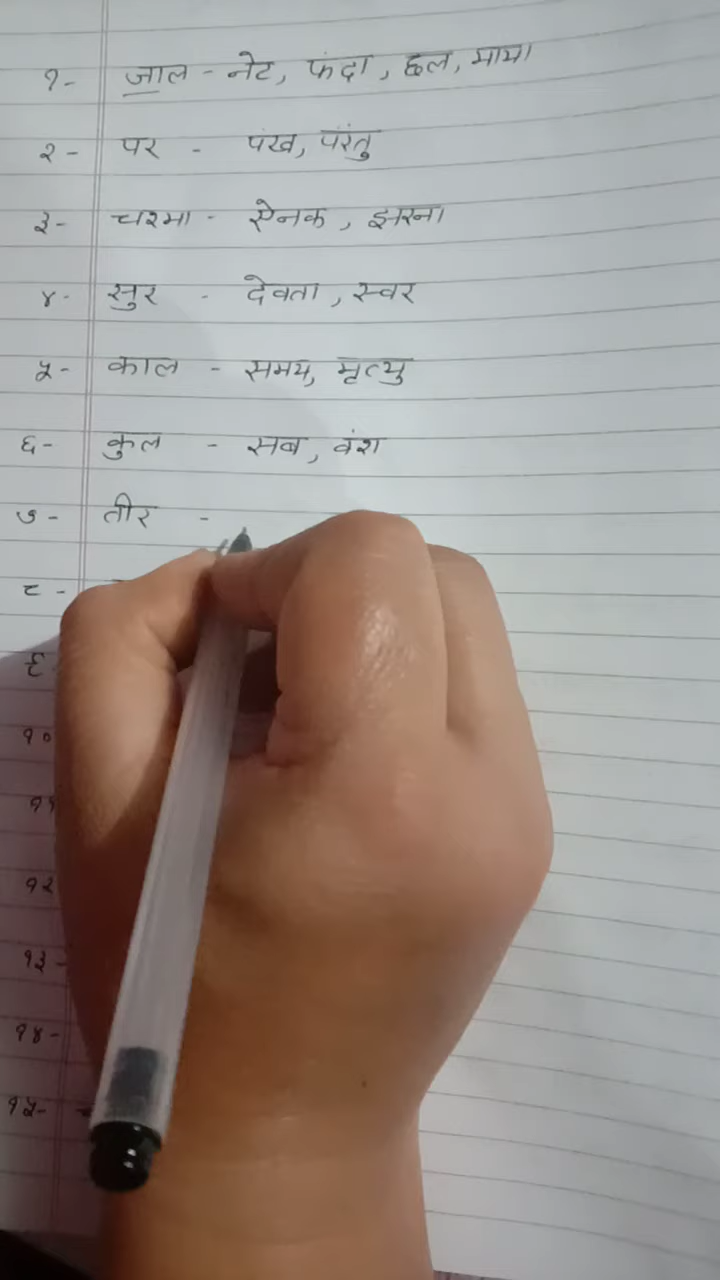 १- जाल - नेट, फंदा, छल, माया
२- पर - पंख, परंतु
३- चश्मा - ऐनक, झरना
४- सुर - देवता, स्वर
५- काल - समय, मृत्यु
६- कुल - सब, वंश
७- तीर -
८-
९
१०
११
१२
१३-
१४-
१५-